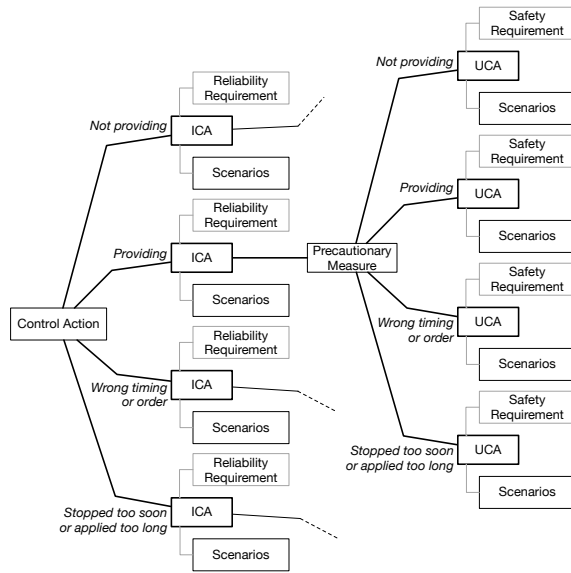 Control Action
Not providing
Reliability
Requirement
ICA
Scenarios
Providing
Reliability
Requirement
ICA
Scenarios
Wrong timing
or order
Reliability
Requirement
ICA
Scenarios
Stopped too soon
or applied too long
Reliability
Requirement
ICA
Scenarios
Precautionary
Measure
Not providing
Safety
Requirement
UCA
Scenarios
Providing
Safety
Requirement
UCA
Scenarios
Wrong timing
or order
Safety
Requirement
UCA
Scenarios
Stopped too soon
or applied too long
Safety
Requirement
UCA
Scenarios